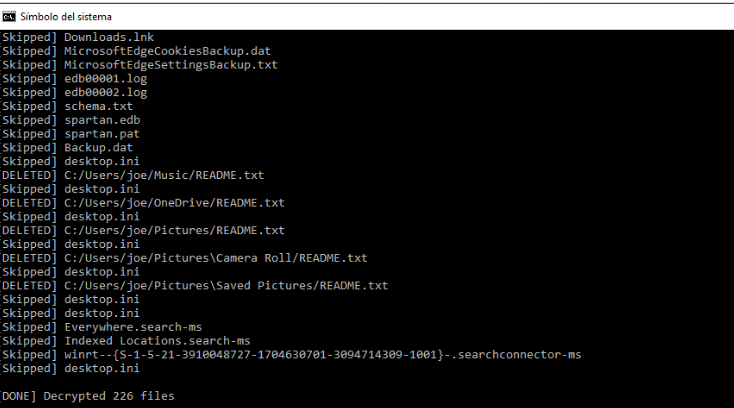 Símbolo del sistema
[Skipped] Downloads.lnk
[Skipped] MicrosoftEdgeCookiesBackup.dat
[Skipped] MicrosoftEdgeSettingsBackup.txt
[Skipped] edb00001.log
[Skipped] edb00002.log
[Skipped] schema.txt
[Skipped] spartan.edb
[Skipped] spartan.pat
[Skipped] Backup.dat
[Skipped] desktop.ini
[DELETED] C:/Users/joe/Music/README.txt
[Skipped] desktop.ini
[DELETED] C:/Users/joe/OneDrive/README.txt
[Skipped] desktop.ini
[DELETED] C:/Users/joe/Pictures/README.txt
[Skipped] desktop.ini
[DELETED] C:/Users/joe/Pictures\Camera Roll/README.txt
[Skipped] desktop.ini
[DELETED] C:/Users/joe/Pictures\Saved Pictures/README.txt
[Skipped] desktop.ini
[Skipped] desktop.ini
[Skipped] Everywhere.search-ms
[Skipped] Indexed Locations.search-ms
[Skipped] winrt--{S-1-5-21-3910048727-1704630701-3094714309-1001}-.searchconnector-ms
[Skipped] desktop.ini
[DONE] Decrypted 226 files